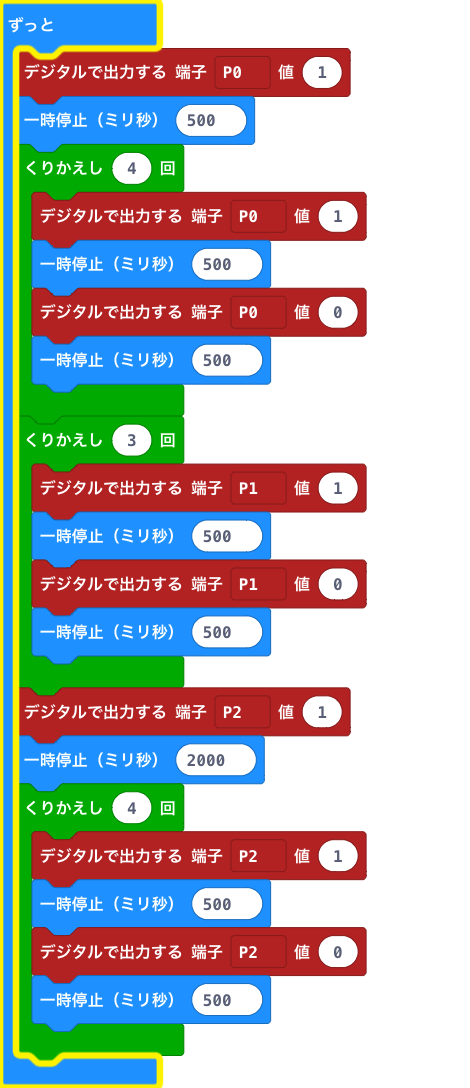 ずっと
デジタルで出力する 端子 P0 値 1
一時停止（ミリ秒） 500
くりかえし 4 回
デジタルで出力する 端子 P0 値 1
一時停止（ミリ秒） 500
デジタルで出力する 端子 P0 値 0
一時停止（ミリ秒） 500
くりかえし 3 回
デジタルで出力する 端子 P1 値 1
一時停止（ミリ秒） 500
デジタルで出力する 端子 P1 値 0
一時停止（ミリ秒） 500
デジタルで出力する 端子 P2 値 1
一時停止（ミリ秒） 2000
くりかえし 4 回
デジタルで出力する 端子 P2 値 1
一時停止（ミリ秒） 500
デジタルで出力する 端子 P2 値 0
一時停止（ミリ秒） 500